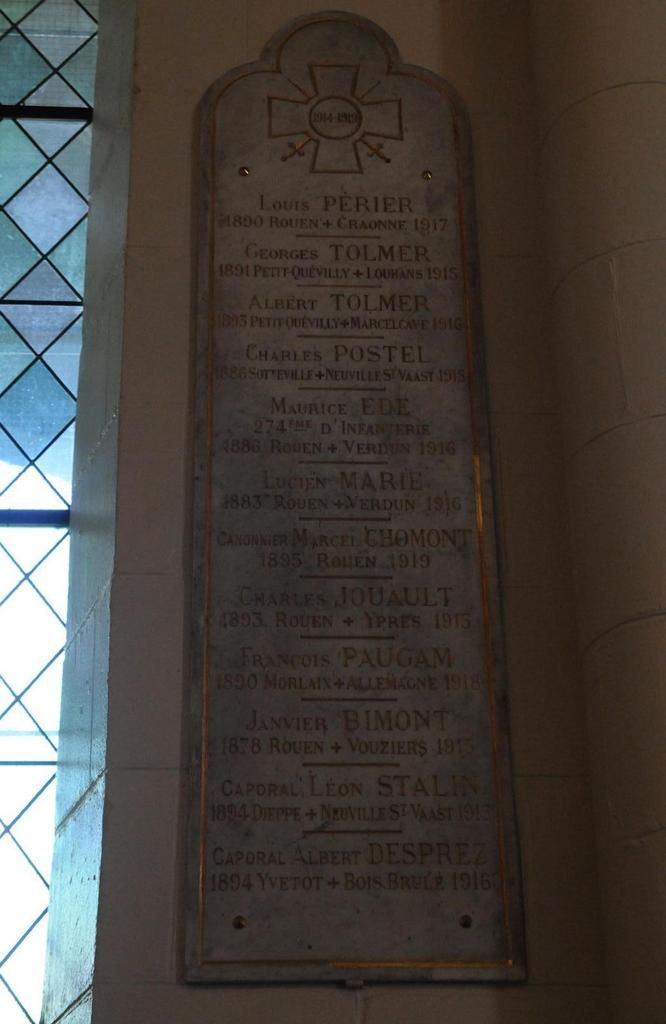 1914-1919
Louis PÉRIER
1890 ROUEN + CRAONNE 1917
Georges TOLMER
1891 PETIT-QUÉVILLY + LOUHANS 1915
Albert TOLMER
1893 PETIT QUÉVILLY + MARCELCAVE 1916
Charles POSTEL
1886 SOTTEVILLE + NEUVILLE ST VAAST 1915
Maurice EDE
274EME D'INFANTERIE
1886 ROUEN + VERDUN 1916
Lucien MARIE
1883 ROUEN + VERDUN 1916
Canonnier Marcel CHOMONT
1895 ROUEN 1919
Charles JOUAULT
1893 ROUEN + YPRES 1915
François PAUGAM
1890 MORLAIX + ALLEMAGNE 1918
Janvier BIMONT
1878 ROUEN + VOUZIERS 1915
Caporal Léon STALIN
1894 DIEPPE + NEUVILLE ST VAAST 1915
Caporal Albert DESPREZ
1894 YVETOT + BOIS BRULÉ 1916